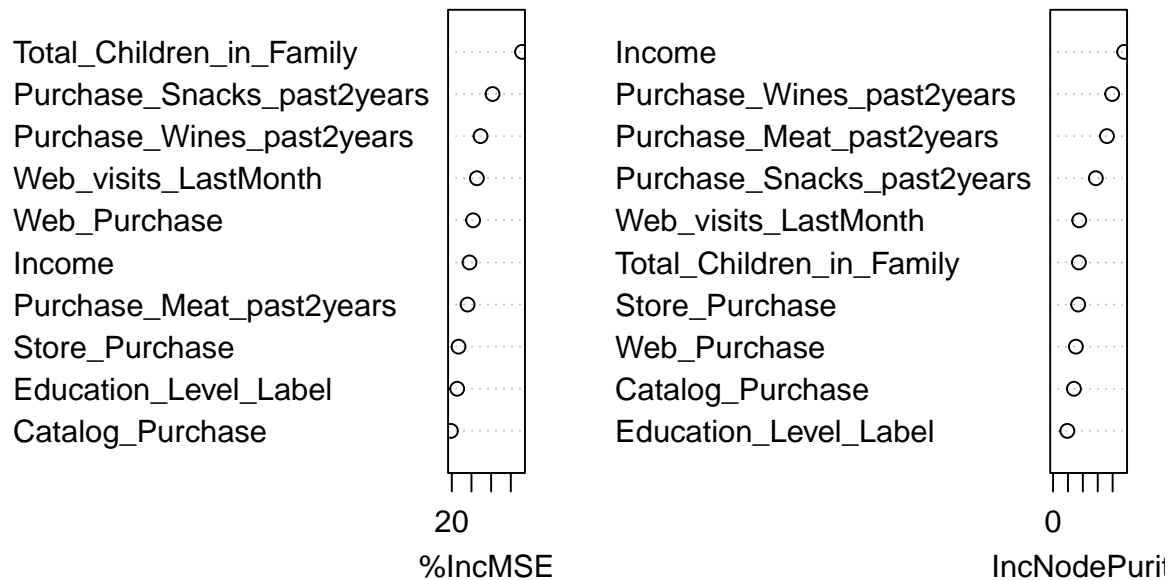 Total_Children_in_Family
Purchase_Snacks_past2years
Purchase_Wines_past2years
Web_visits_LastMonth
Web_Purchase
Income
Purchase_Meat_past2years
Store_Purchase
Education_Level_Label
Catalog_Purchase
20
%IncMSE
Income
Purchase_Wines_past2years
Purchase_Meat_past2years
Purchase_Snacks_past2years
Web_visits_LastMonth
Total_Children_in_Family
Store_Purchase
Web_Purchase
Catalog_Purchase
Education_Level_Label
0
IncNodePurit